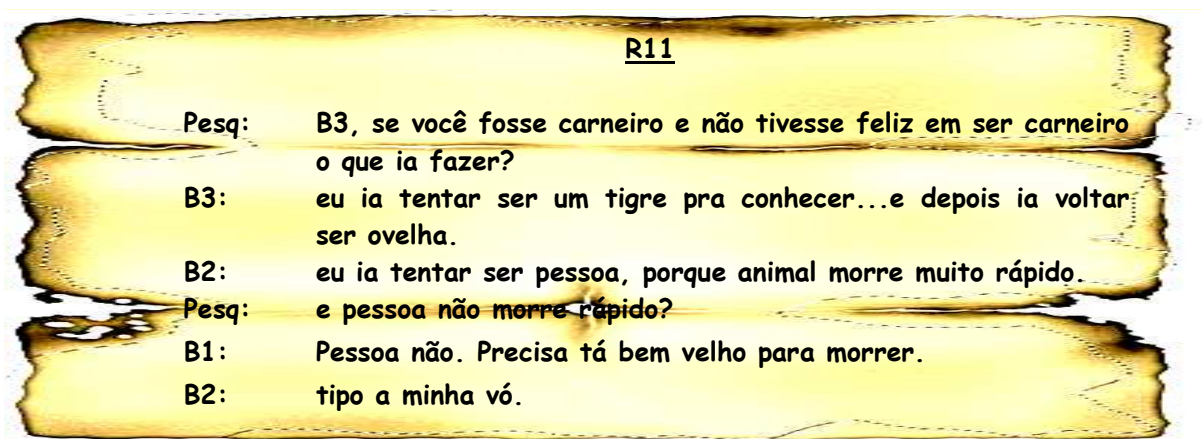 R11
Pesq: B3, se você fosse carneiro e não tivesse feliz em ser carneiro
o que ia fazer?
B3: eu ia tentar ser um tigre pra conhecer...e depois ia voltar
ser ovelha.
B2: eu ia tentar ser pessoa, porque animal morre muito rápido.
Pesq: e pessoa não morre rápido?
B1: Pessoa não. Precisa tá bem velho para morrer.
B2: tipo a minha vó.